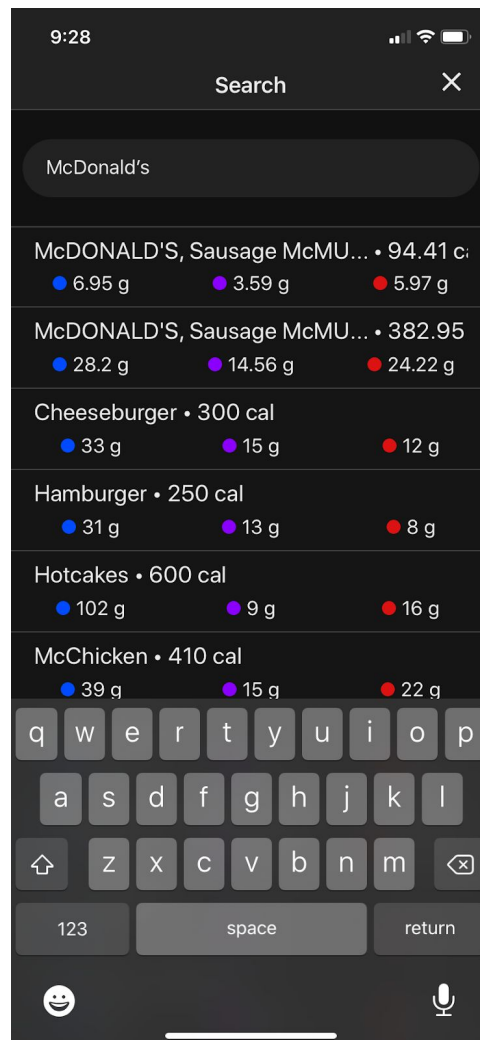 9:28
Search
McDonald's
McDONALD'S, Sausage McMU... • 94.41 ca
6.95 g 3.59 g 5.97 g
McDONALD'S, Sausage McMU... • 382.95
28.2 g 14.56 g 24.22 g
Cheeseburger • 300 cal
33 g 15 g 12 g
Hamburger • 250 cal
31 g 13 g 8 g
Hotcakes • 600 cal
102 g 9 g 16 g
McChicken • 410 cal
39 g 15 g 22 g
q w e r t y u i o p
a s d f g h j k l
z x c v b n m
123 space return